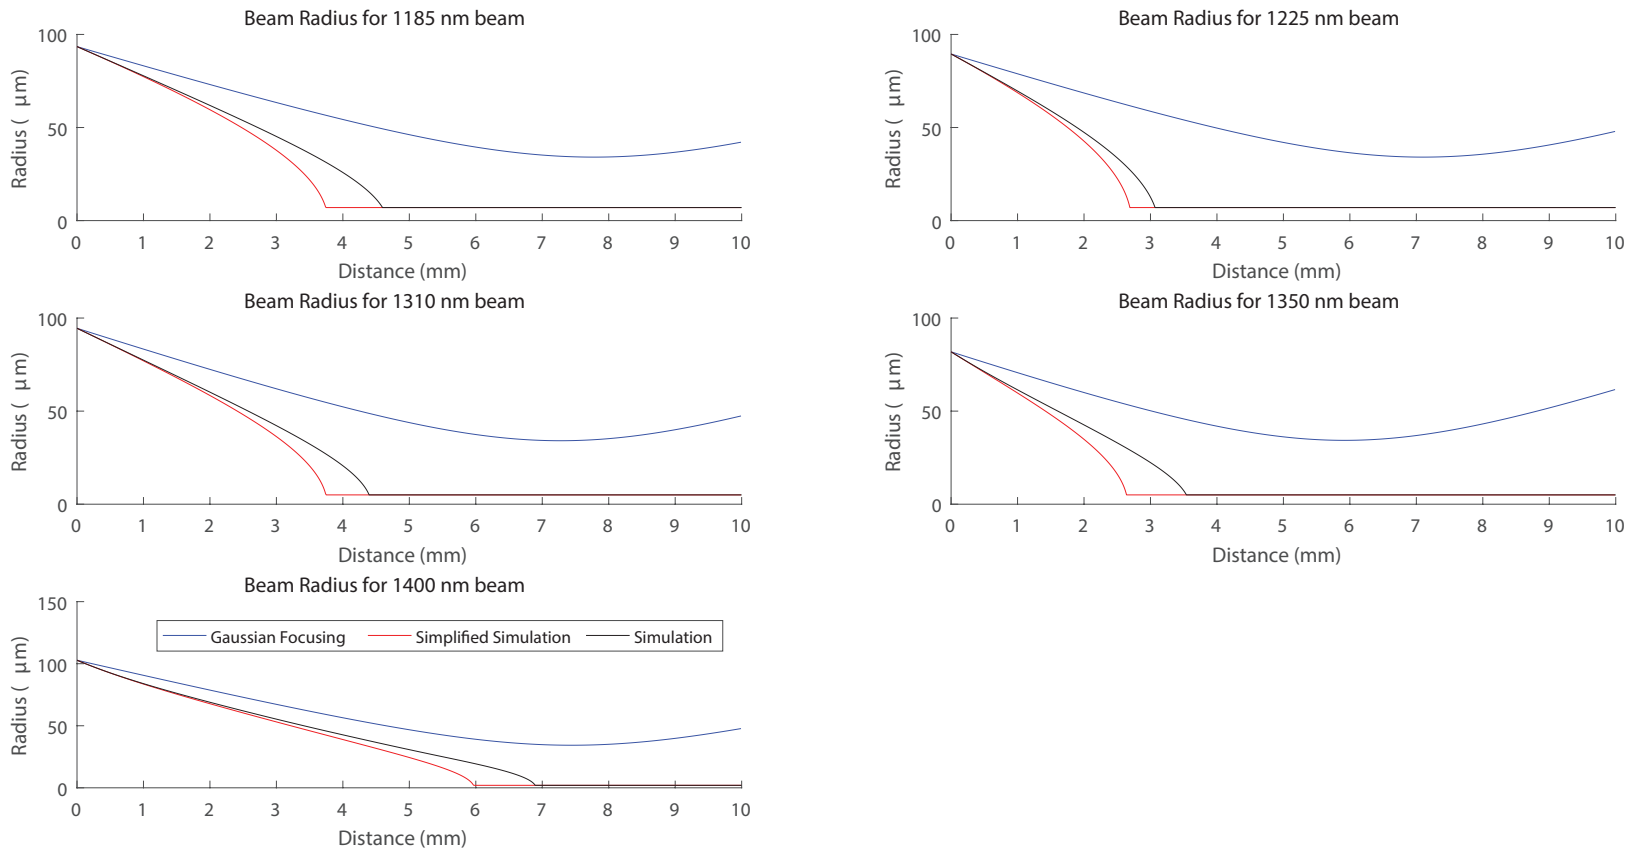 Beam Radius for 1185 nm beam
100
50
0
Radius ( μm)
0 1 2 3 4 5 6 7 8 9 10
Distance (mm)
Beam Radius for 1225 nm beam
100
50
0
Radius ( μm)
0 1 2 3 4 5 6 7 8 9 10
Distance (mm)
Beam Radius for 1310 nm beam
100
50
0
Radius ( μm)
0 1 2 3 4 5 6 7 8 9 10
Distance (mm)
Beam Radius for 1350 nm beam
100
50
0
Radius ( μm)
0 1 2 3 4 5 6 7 8 9 10
Distance (mm)
Beam Radius for 1400 nm beam
150
100
50
0
Radius ( μm)
Gaussian Focusing Simplified Simulation Simulation
0 1 2 3 4 5 6 7 8 9 10
Distance (mm)